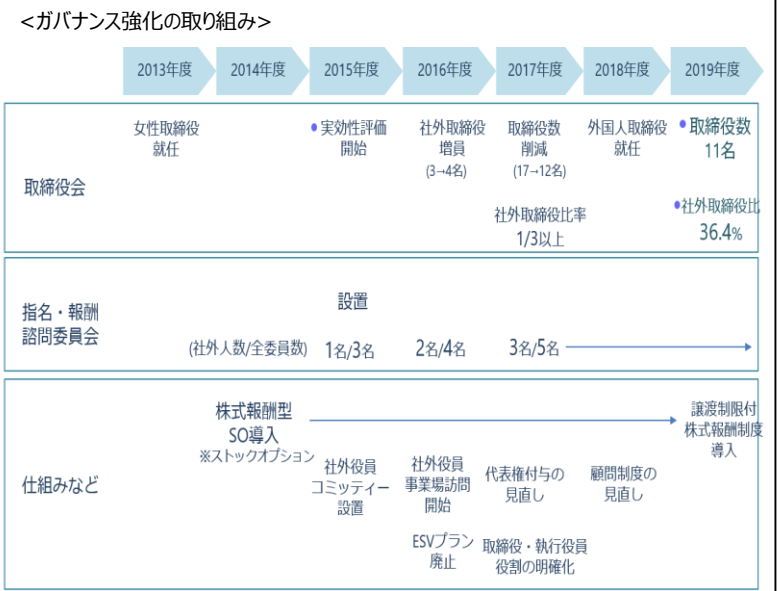 <ガバナンス強化の取り組み>
2013年度 2014年度 2015年度 2016年度 2017年度 2018年度 2019年度
取締役会
女性取締役
就任
●実効性評価
開始
社外取締役
増員
(3→4名)
取締役数
削減
(17→12名)
社外取締役比率
1/3以上
外国人取締役
就任
●取締役数
11名
●社外取締役比
36.4%
指名・報酬
諮問委員会
設置
(社外人数/全委員数) 1名/3名 2名/4名 3名/5名
仕組みなど
株式報酬型
SO導入
※ストックオプション
社外役員
コミッティー
設置
社外役員
事業場訪問
開始
ESVプラン
廃止
代表権付与の
見直し
取締役・執行役員
役割の明確化
顧問制度の
見直し
譲渡制限付
株式報酬制度
導入